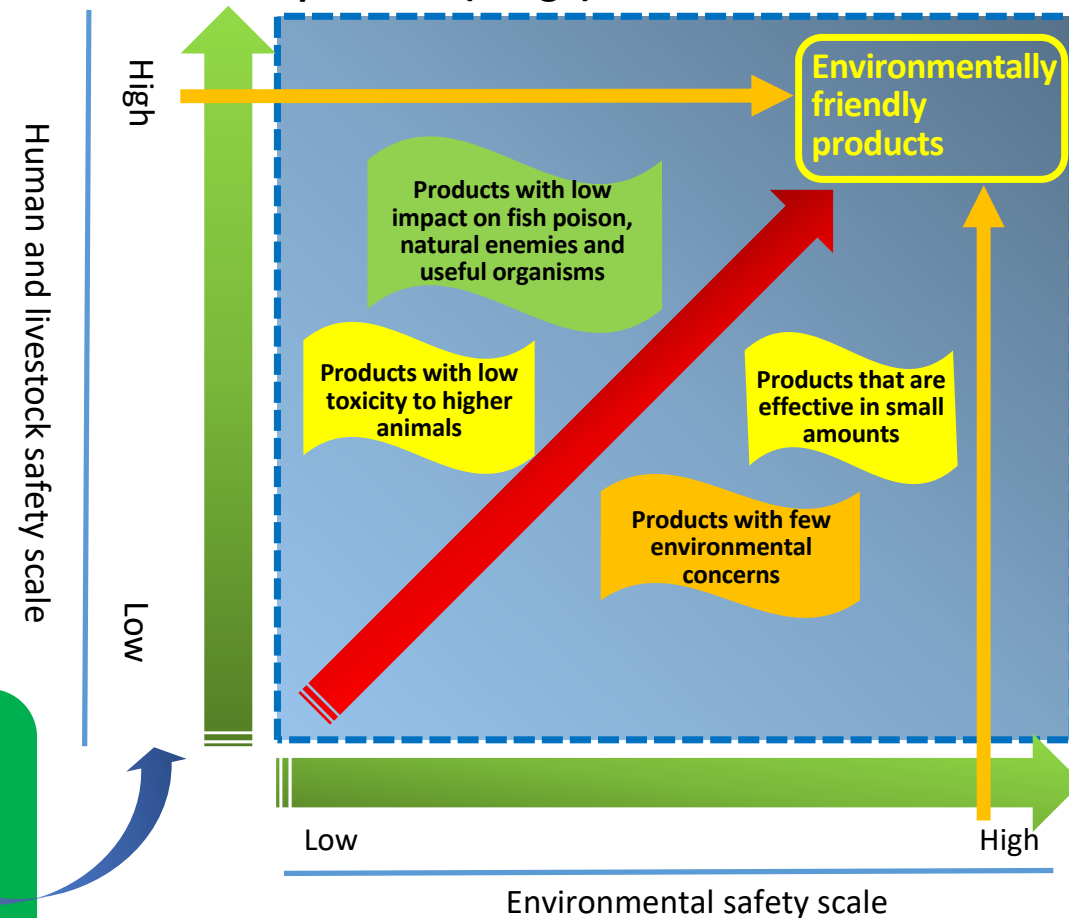 High
Human and livestock safety scale
Low
Environmentally
friendly
products
Products with low
impact on fish poison,
natural enemies and
useful organisms
Products with low
toxicity to higher
animals
Products that are
effective in small
amounts
Products with few
environmental
concerns
Low
High
Environmental safety scale